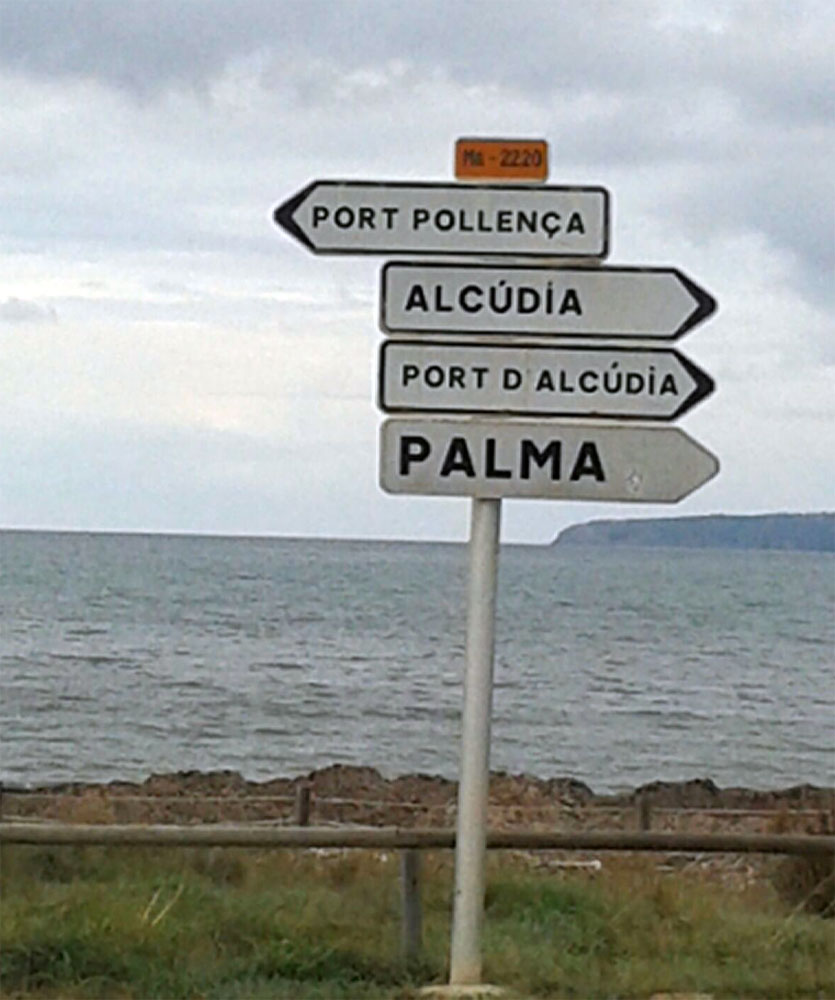 Ma - 2220
PORT POLLENÇA
ALCÚDIA
PORT D'ALCÚDIA
PALMA